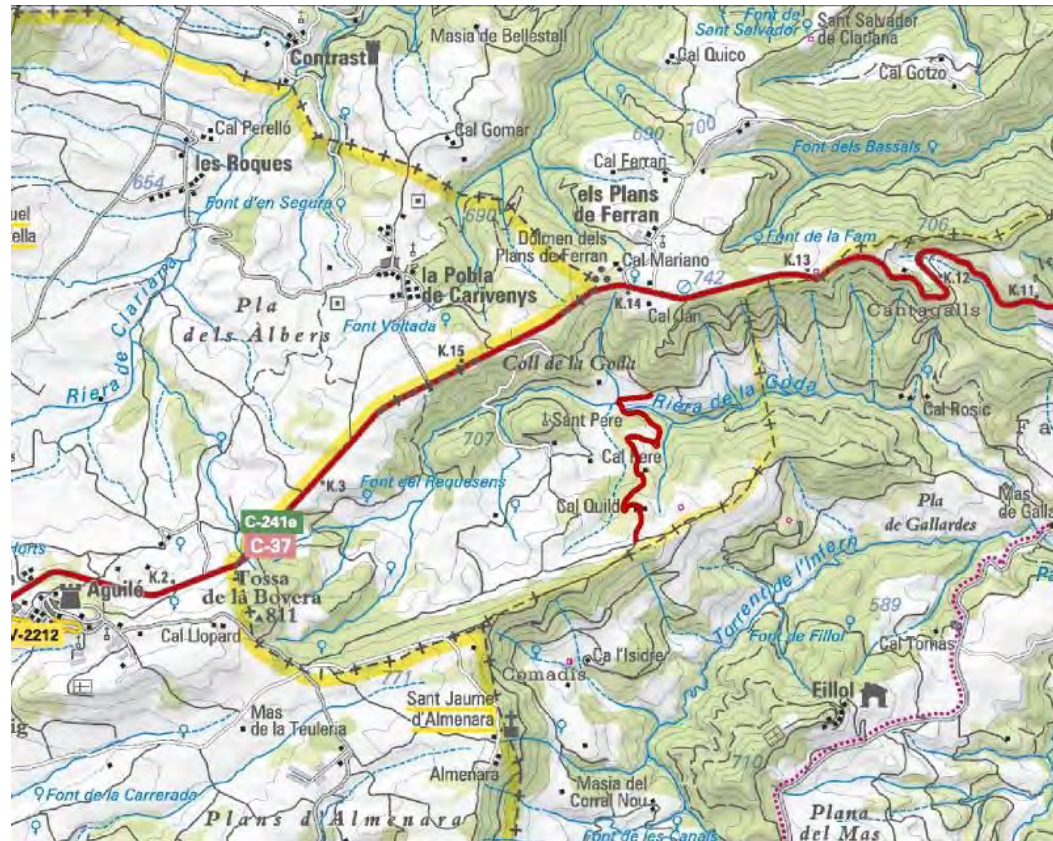 Font de
Sant Salvador
Sant Salvador
de Clariana
Masia de Bellestall
Contrast
Cal Quico
Cal Gotzo
Cal Perelló
Cal Gomar
690
700
Font dels Bassals
les Roques
Cal Ferran
654
els Plans
de Ferran
Font d'en Segura
690
706
Dòlmen dels
Plans de Ferran
Font de la Fam
Cal Mariano
K.13
la Pobla
de Carivenys
742
K.12
K.11
K.14
Pla
dels Àlbers
Cal Jan
Cantagalls
Font Voltada
K.15
Coll de la Goda
Riera de Clariana
Riera de la Goda
Cal Rosic
Sant Pere
707
Cal Pere
K.3
Font del Requesens
Cal Quildo
Pla
de Gallardes
Mas
de Galla
C-241e
C-37
Horts
K.2
Aguiló
Tossa
de la Bovera
811
Torrent de l'Infern
589
V-2212
Cal Llopard
Font de Fillol
Cal Tomas
Ca l'Isidre
Comadis
771
Fillol
Sant Jaume
d'Almenara
Mas
de la Teuleria
710
Almenara
Masia del
Corral Nou
Font de la Carrerada
Plans d'Almenara
Plana
del Mas
Font de les Canals